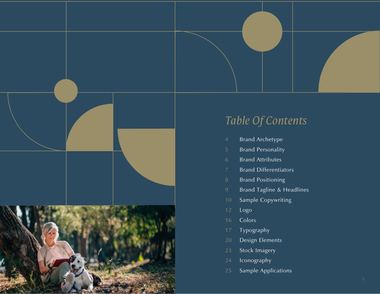 Table Of Contents
4 Brand Archetype
5 Brand Personality
6 Brand Attributes
7 Brand Differentiators
8 Brand Positioning
9 Brand Tagline & Headlines
10 Sample Copywriting
12 Logo
16 Colors
17 Typography
20 Design Elements
23 Stock Imagery
24 Iconography
25 Sample Applications